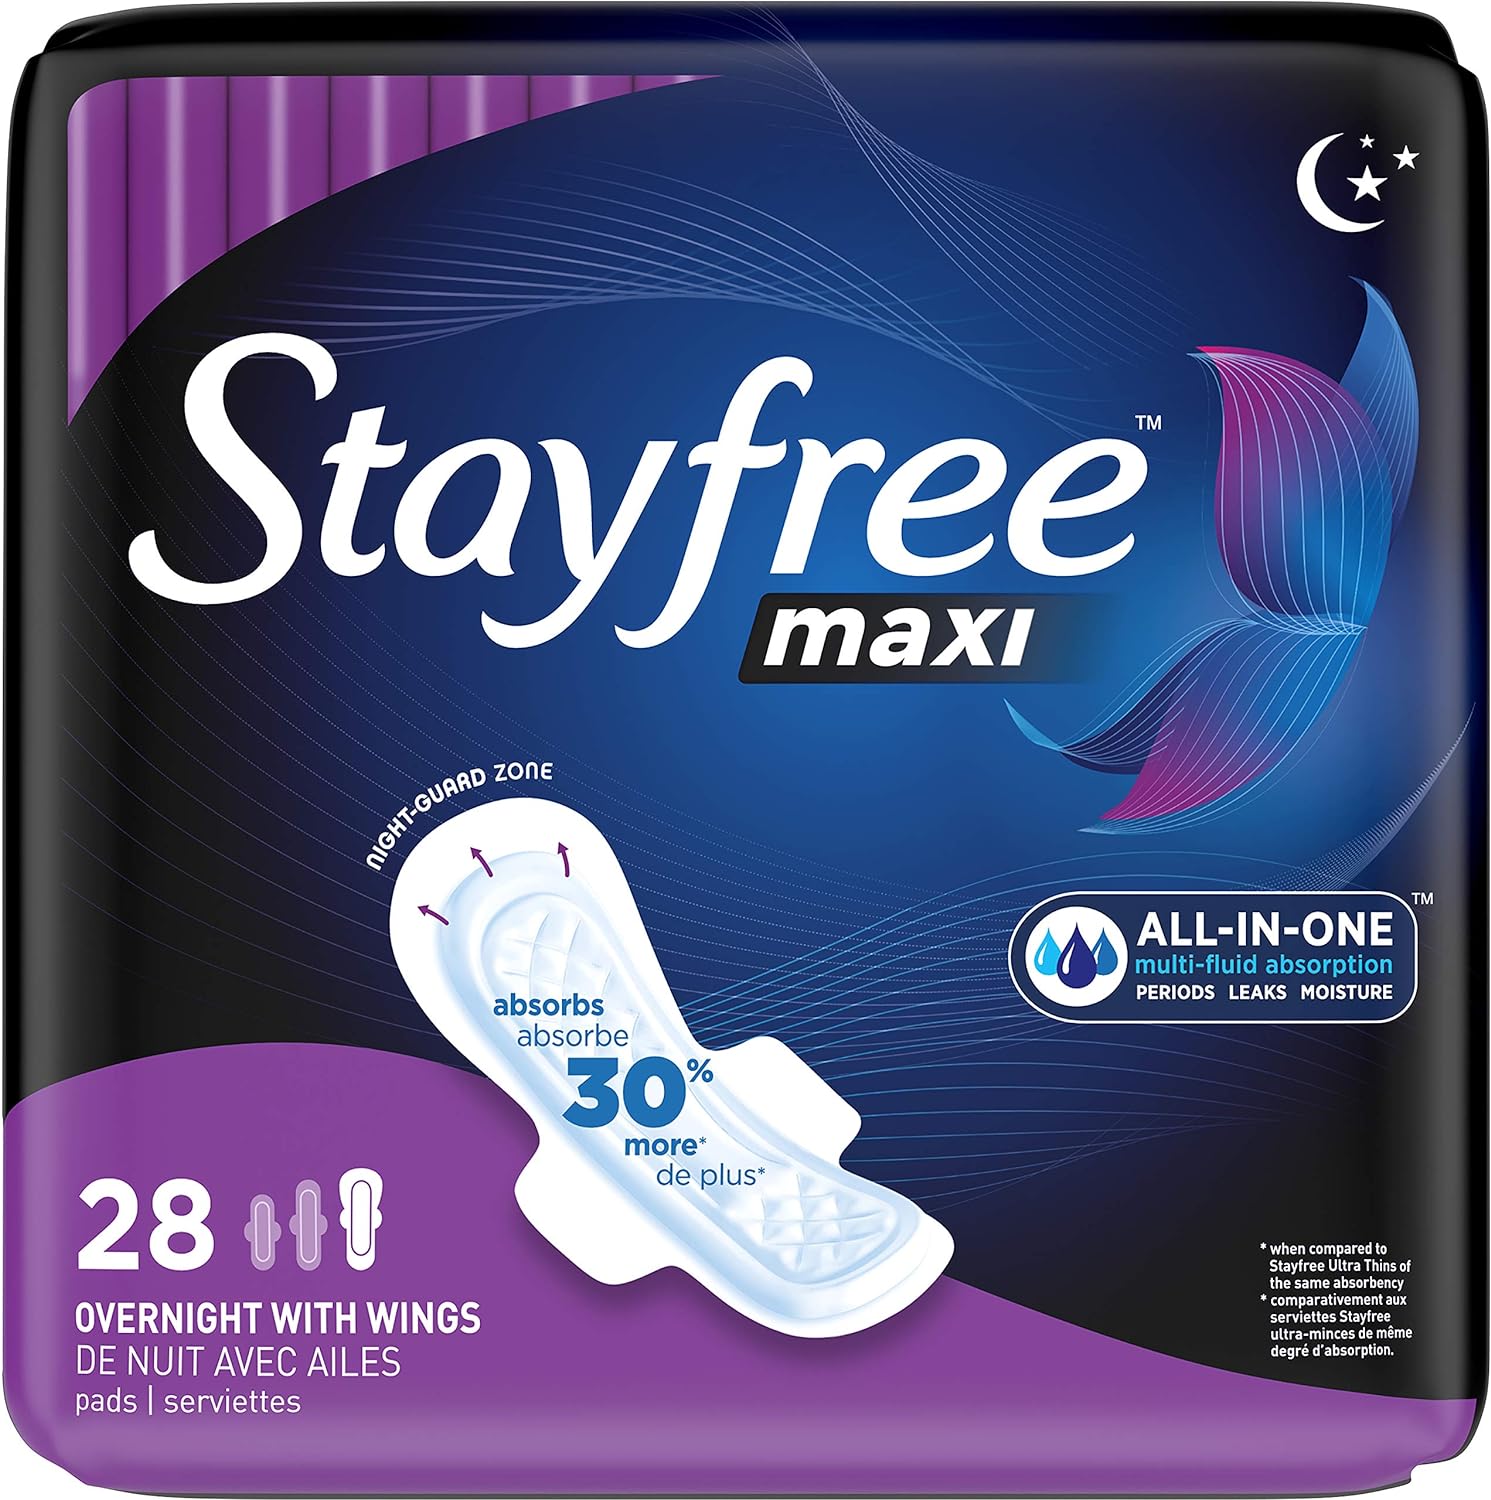 Stayfree™
maxi
NIGHT-GUARD ZONE
absorbs
absorbe
30%
more*
de plus*
ALL-IN-ONE™
multi-fluid absorption
PERIODS LEAKS MOISTURE
28
OVERNIGHT WITH WINGS
DE NUIT AVEC AILES
pads | serviettes
* when compared to
Stayfree Ultra Thins of
the same absorbency
* comparativement aux
serviettes Stayfree
ultra-minces de même
degré d'absorption.